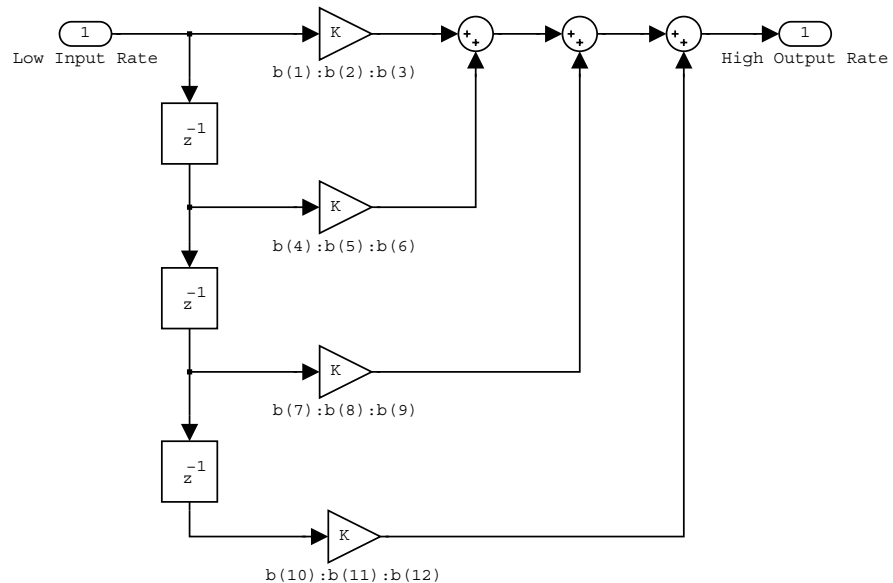 1 K + + + + + + 1
Low Input Rate High Output Rate
b(1):b(2):b(3)
z-1
K
b(4):b(5):b(6)
z-1
K
b(7):b(8):b(9)
z-1
K
b(10):b(11):b(12)